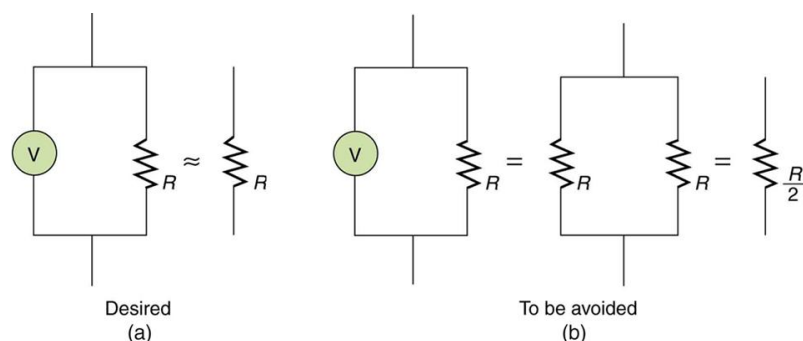 V
R
≈
R
Desired
(a)
V
R
=
R
R
=
R/2
To be avoided
(b)